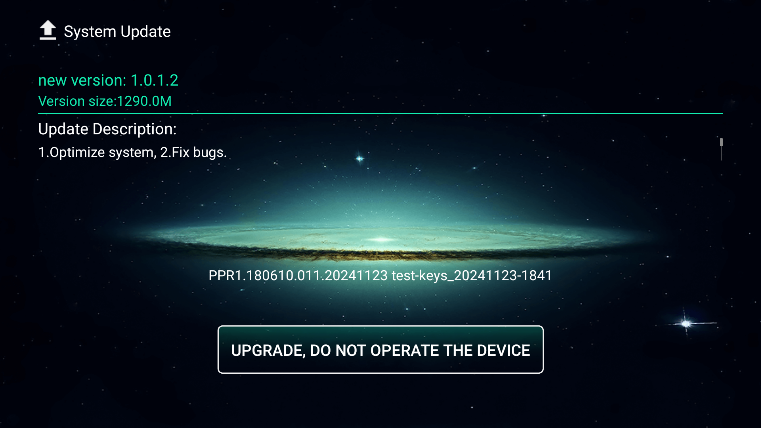 System Update
new version: 1.0.1.2
Version size:1290.0M
Update Description:
1.Optimize system, 2.Fix bugs.
PPR1.180610.011.20241123 test-keys_20241123-1841
UPGRADE, DO NOT OPERATE THE DEVICE